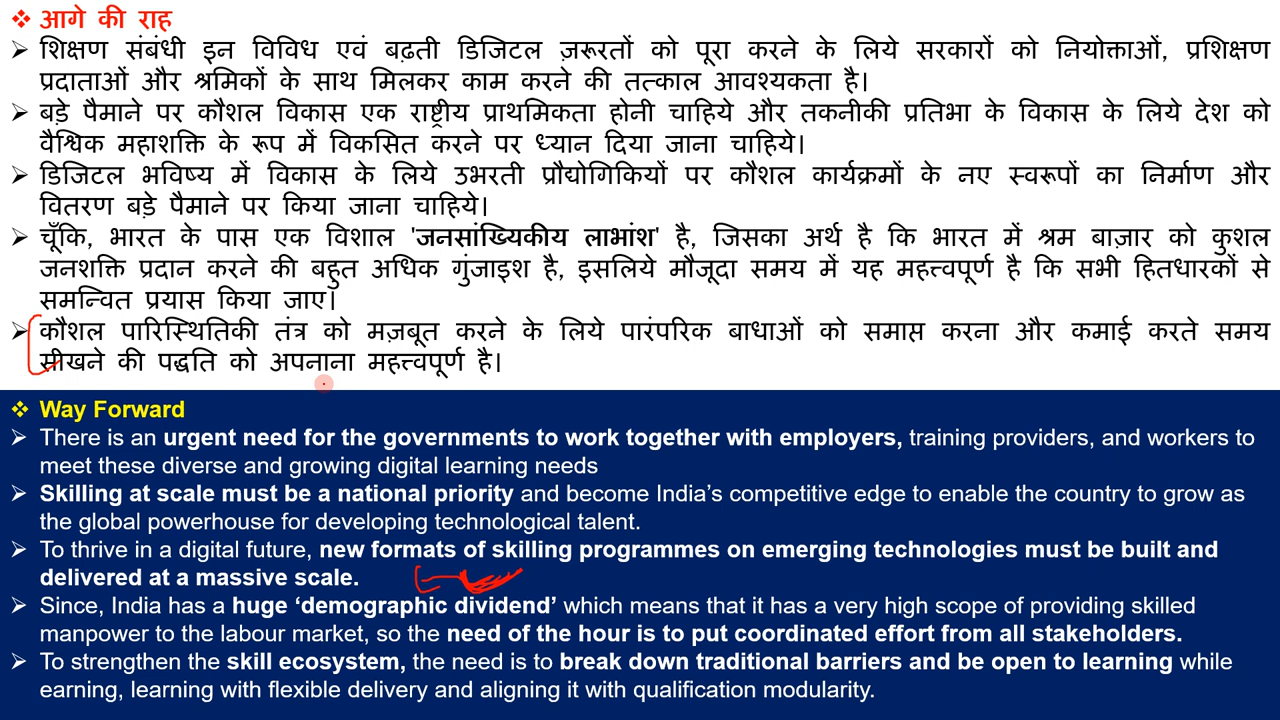 ❖ आगे की राह
➢ शिक्षण संबंधी इन विविध एवं बढ़ती डिजिटल ज़रूरतों को पूरा करने के लिये सरकारों को नियोक्ताओं, प्रशिक्षण
प्रदाताओं और श्रमिकों के साथ मिलकर काम करने की तत्काल आवश्यकता है।
➢ बड़े पैमाने पर कौशल विकास एक राष्ट्रीय प्राथमिकता होनी चाहिये और तकनीकी प्रतिभा के विकास के लिये देश को
वैश्विक महाशक्ति के रूप में विकसित करने पर ध्यान दिया जाना चाहिये।
➢ डिजिटल भविष्य में विकास के लिये उभरती प्रौयोगिकियों पर कौशल कार्यक्रमों के नए स्वरूपों का निर्माण और
वितरण बड़े पैमाने पर किया जाना चाहिये।
➢ चूँकि, भारत के पास एक विशाल 'जनसांख्यिकीय लाभांश' है, जिसका अर्थ है कि भारत में श्रम बाज़ार को कुशल
जनशक्ति प्रदान करने की बहुत अधिक गुंजाइश है, इसलिये मौजूदा समय में यह महत्त्वपूर्ण है कि सभी हितधारकों से
समन्वित प्रयास किया जाए।
➢ कौशल पारिस्थितिकी तंत्र को मज़बूत करने के लिये पारंपरिक बाधाओं को समाप्त करना और कमाई करते समय
सीखने की पद्धति को अपनाना महत्त्वपूर्ण है।
❖ Way Forward
➢ There is an urgent need for the governments to work together with employers, training providers, and workers to
meet these diverse and growing digital learning needs
➢ Skilling at scale must be a national priority and become India’s competitive edge to enable the country to grow as
the global powerhouse for developing technological talent.
➢ To thrive in a digital future, new formats of skilling programmes on emerging technologies must be built and
delivered at a massive scale.
➢ Since, India has a huge ‘demographic dividend’ which means that it has a very high scope of providing skilled
manpower to the labour market, so the need of the hour is to put coordinated effort from all stakeholders.
➢ To strengthen the skill ecosystem, the need is to break down traditional barriers and be open to learning while
earning, learning with flexible delivery and aligning it with qualification modularity.